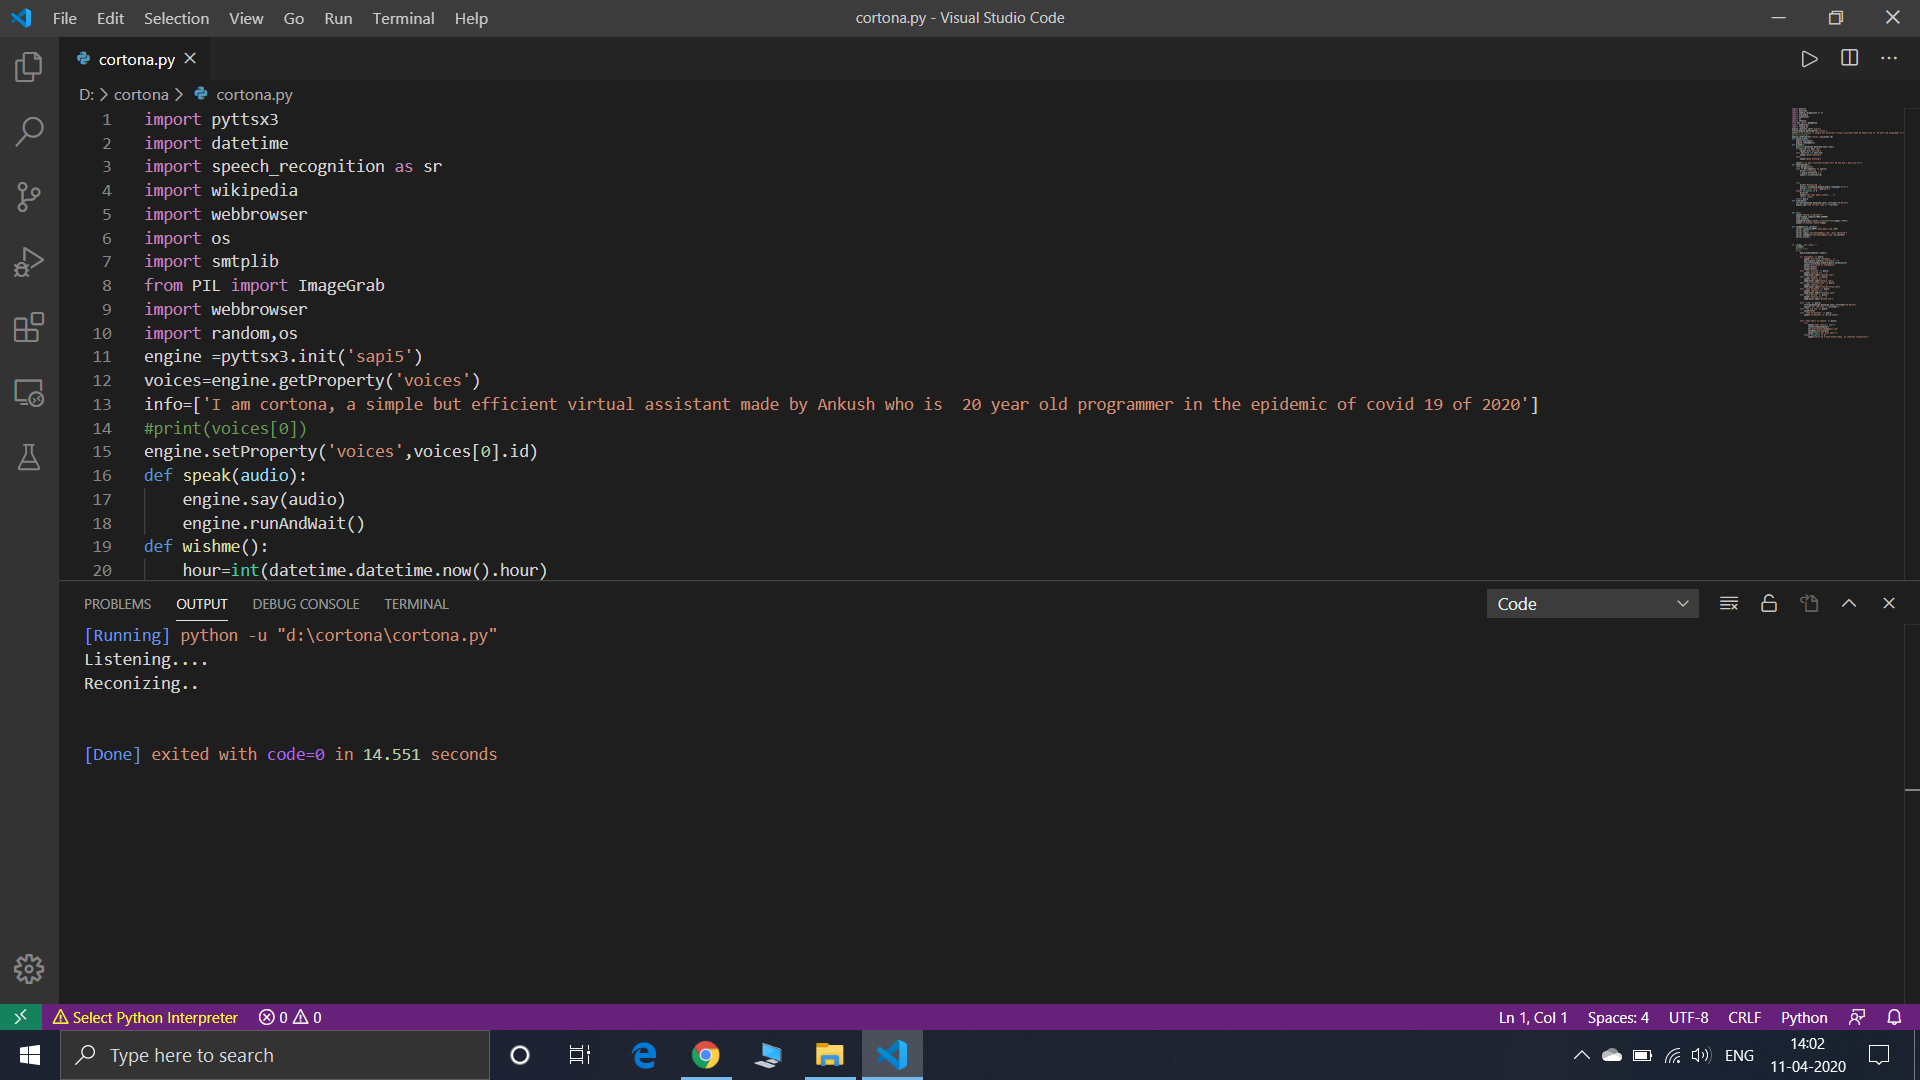 File Edit Selection View Go Run Terminal Help
cortona.py - Visual Studio Code
cortona.py
D: > cortona > cortona.py
1 import pyttsx3
2 import datetime
3 import speech_recognition as sr
4 import wikipedia
5 import webbrowser
6 import os
7 import smtplib
8 from PIL import ImageGrab
9 import webbrowser
10 import random,os
11 engine =pyttsx3.init('sapi5')
12 voices=engine.getProperty('voices')
13 info=['I am cortona, a simple but efficient virtual assistant made by Ankush who is  20 year old programmer in the epidemic of covid 19 of 2020']
14 #print(voices[0])
15 engine.setProperty('voices',voices[0].id)
16 def speak(audio):
17     engine.say(audio)
18     engine.runAndWait()
19 def wishme():
20     hour=int(datetime.datetime.now().hour)
PROBLEMS OUTPUT DEBUG CONSOLE TERMINAL
Code
[Running] python -u "d:\cortona\cortona.py"
Listening....
Reconizing..
[Done] exited with code=0 in 14.551 seconds
Select Python Interpreter 0 0
Ln 1, Col 1 Spaces: 4 UTF-8 CRLF Python
Type here to search
ENG
14:02
11-04-2020